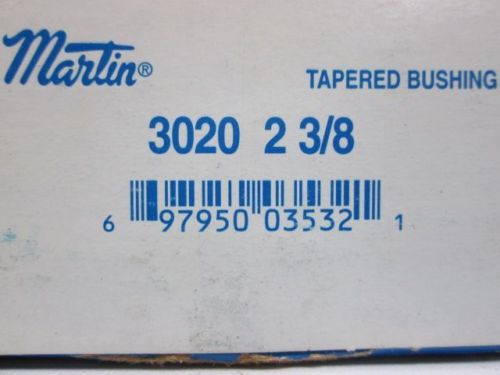 Martin®
TAPERED BUSHING
3020 2 3/8
6 97950 03532 1